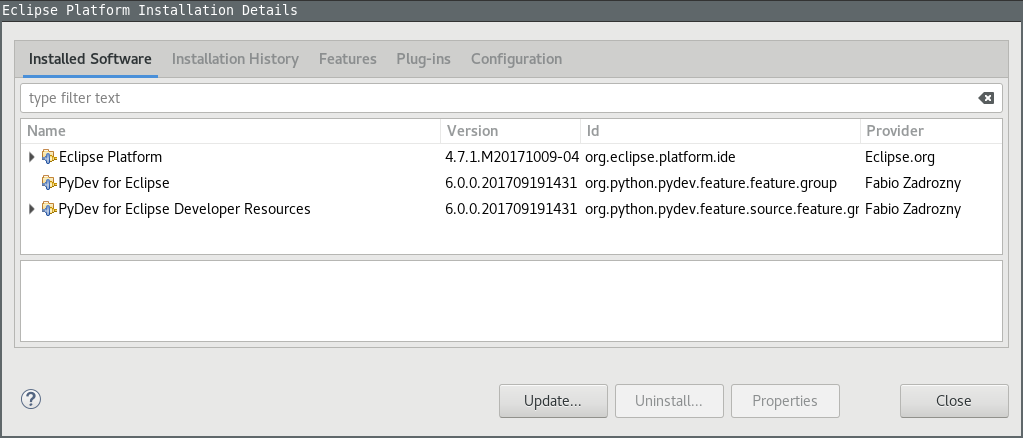 Eclipse Platform Installation Details
Installed Software Installation History Features Plug-ins Configuration
type filter text
Name Version Id Provider
Eclipse Platform 4.7.1.M20171009-04 org.eclipse.platform.ide Eclipse.org
PyDev for Eclipse 6.0.0.201709191431 org.python.pydev.feature.feature.group Fabio Zadrozny
PyDev for Eclipse Developer Resources 6.0.0.201709191431 org.python.pydev.feature.source.feature.gr Fabio Zadrozny
? Update... Uninstall... Properties Close